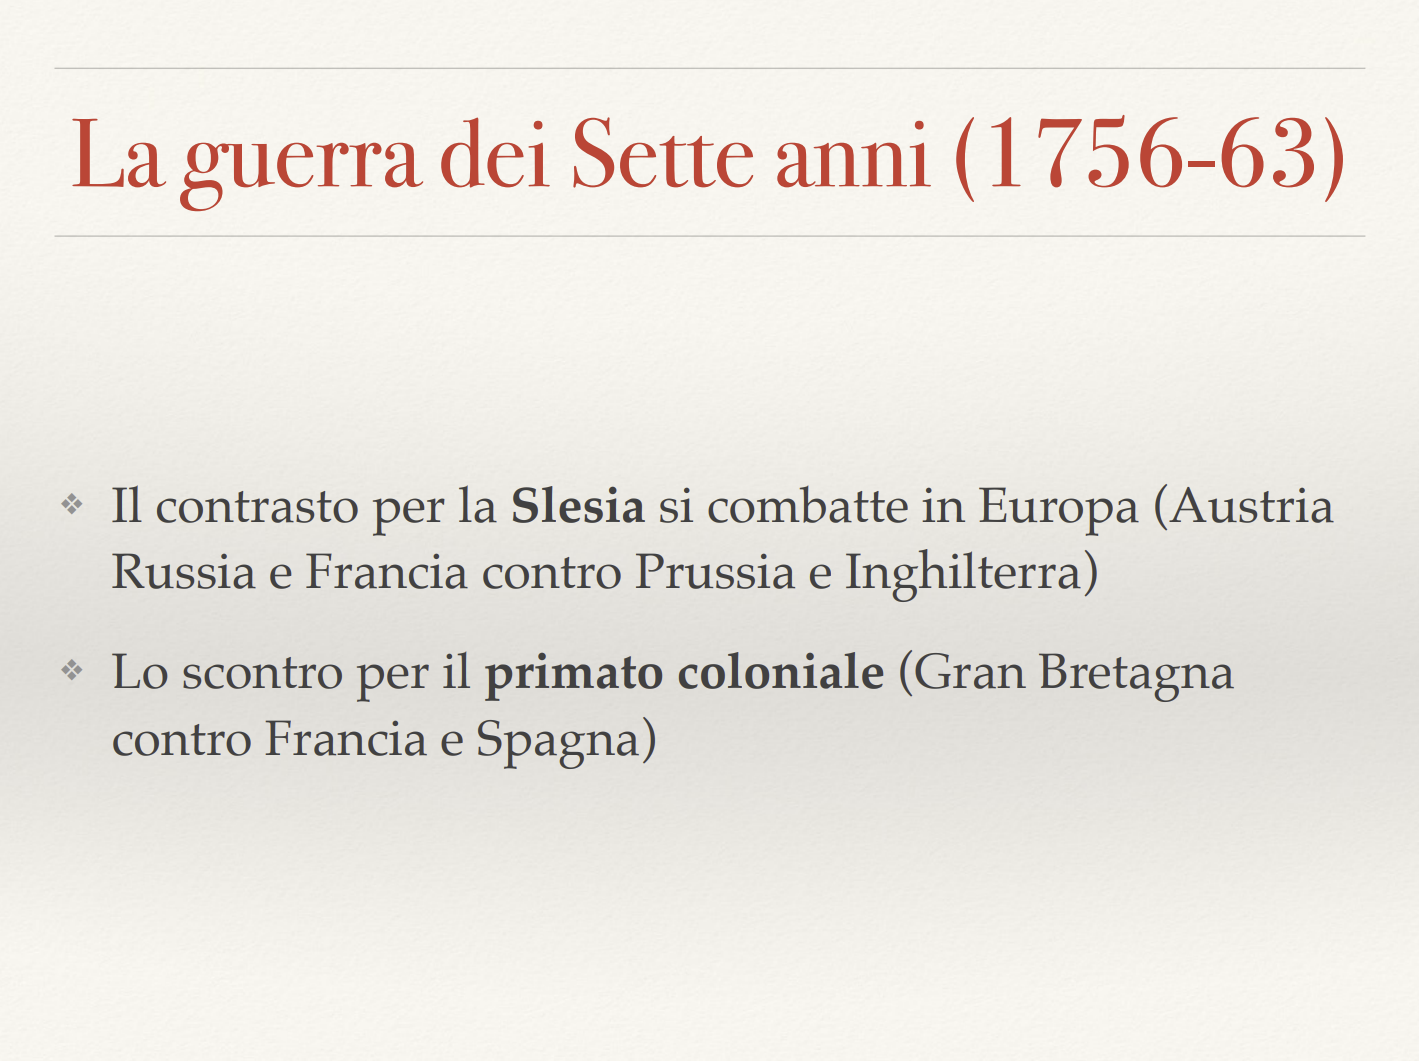 La guerra dei Sette anni (1756-63)
❖ Il contrasto per la Slesia si combatte in Europa (Austria
Russia e Francia contro Prussia e Inghilterra)
❖ Lo scontro per il primato coloniale (Gran Bretagna
contro Francia e Spagna)